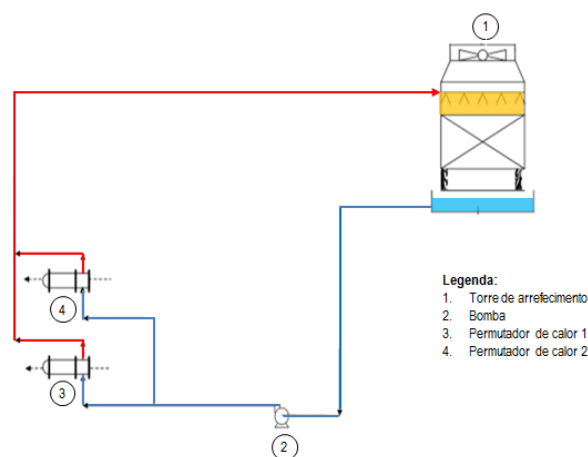 1
4
3
2
Legenda:
1. Torre de arrefecimento
2. Bomba
3. Permutador de calor 1
4. Permutador de calor 2